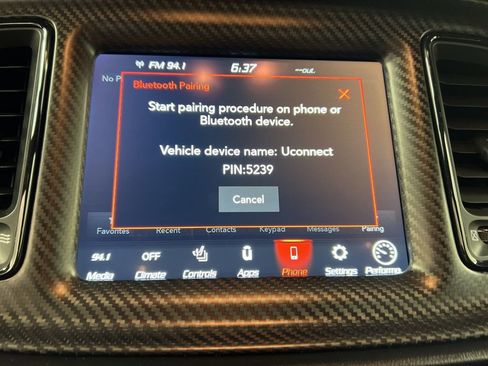 FM 94.1 6:37 --out.
No P
Bluetooth Pairing
Start pairing procedure on phone or
Bluetooth device.
Vehicle device name: Uconnect
PIN:5239
Cancel
Favorites Recent Contacts Keypad Messages Pairing
94.1 OFF
Media Climate Controls Apps Phone Settings Performa..